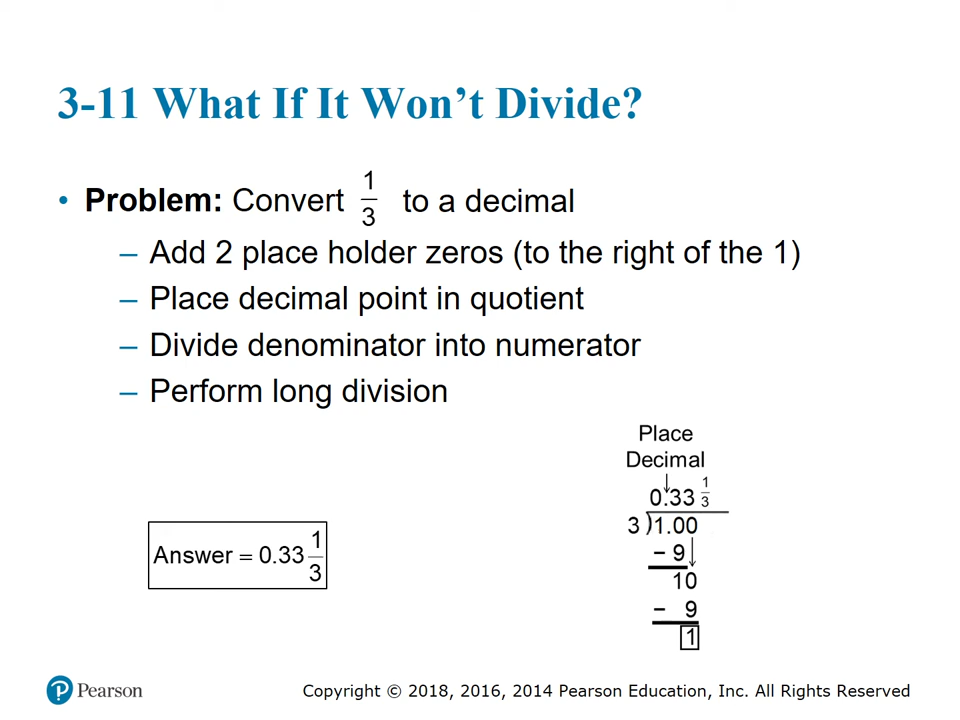 3-11 What If It Won’t Divide?
• Problem: Convert 1/3 to a decimal
– Add 2 place holder zeros (to the right of the 1)
– Place decimal point in quotient
– Divide denominator into numerator
– Perform long division
Place
Decimal
↓
0.33 1/3
3 )1.00
– 9↓
10
– 9
1
Answer = 0.33 1/3
Pearson
Copyright © 2018, 2016, 2014 Pearson Education, Inc. All Rights Reserved